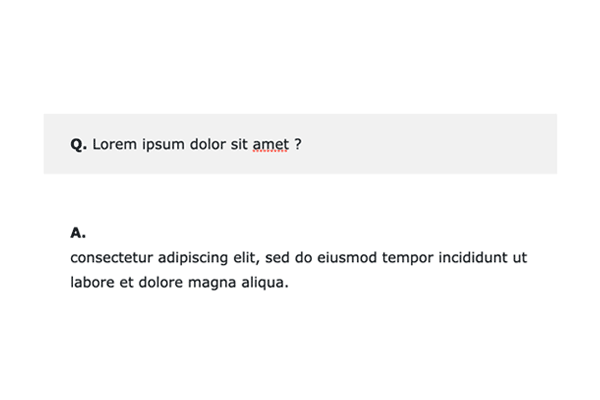 Q. Lorem ipsum dolor sit amet ?
A.
consectetur adipiscing elit, sed do eiusmod tempor incididunt ut
labore et dolore magna aliqua.